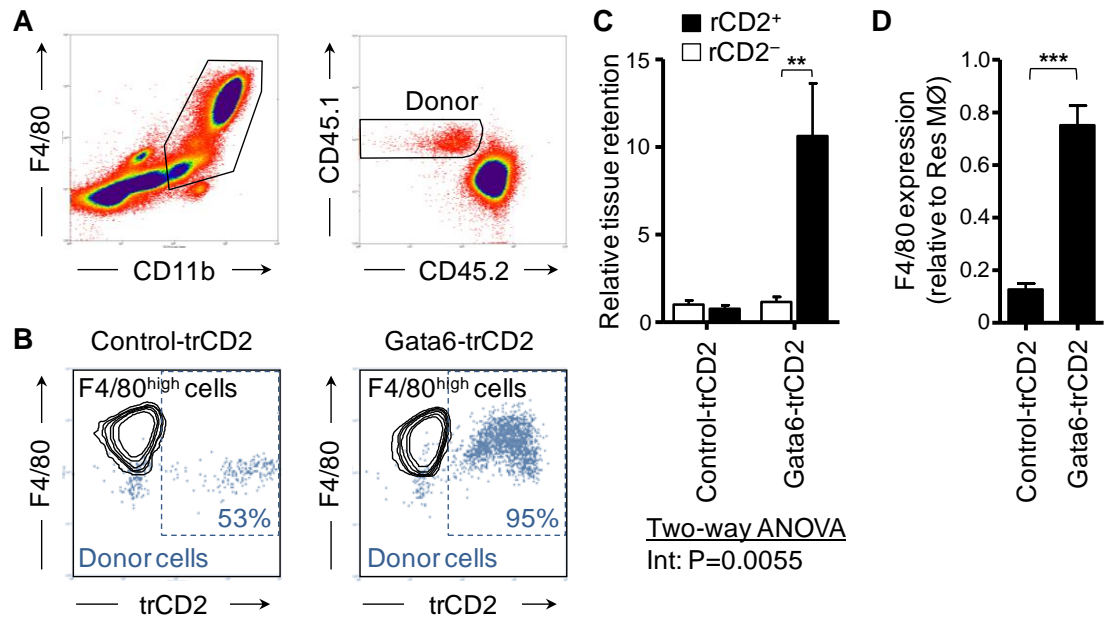 A
F4/80
CD11b
CD45.1
Donor
CD45.2
B
Control-trCD2
F4/80high cells
F4/80
53%
Donor cells
trCD2
Gata6-trCD2
F4/80high cells
F4/80
95%
Donor cells
trCD2
C
rCD2+
rCD2–
Relative tissue retention
15
10
5
0
**
Control-trCD2
Gata6-trCD2
Two-way ANOVA
Int: P=0.0055
D
F4/80 expression
(relative to Res MØ)
1.0
0.8
0.6
0.4
0.2
0
***
Control-trCD2
Gata6-trCD2